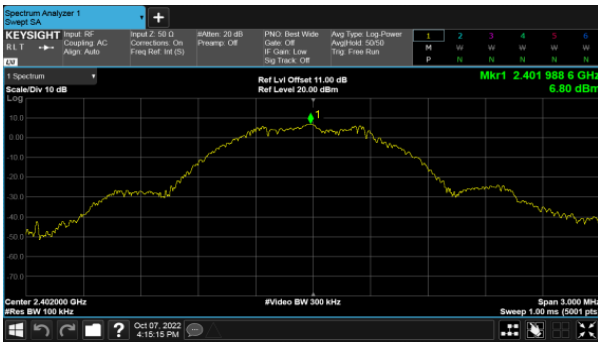 Spectrum Analyzer 1
Swept SA
+
KEYSIGHT
RLT
Input: RF
Coupling: AC
Align: Auto
Input Z: 50 Ω
Corrections: On
Freq Ref: Int (S)
#Atten: 20 dB
Preamp: Off
PNO: Best Wide
Gate: Off
IF Gain: Low
Sig Track: Off
Avg Type: Log-Power
Avg|Hold: 50/50
Trig: Free Run
1 2 3 4 5 6
M W W W W W
P N N N N N
1 Spectrum
Scale/Div 10 dB
Ref Lvl Offset 11.00 dB
Ref Level 20.00 dBm
Mkr1 2.401 988 6 GHz
6.80 dBm
Log
1
10.0
0.00
-10.0
-20.0
-30.0
-40.0
-50.0
-60.0
-70.0
Center 2.402000 GHz
#Res BW 100 kHz
#Video BW 300 kHz
Span 3.000 MHz
Sweep 1.00 ms (5001 pts)
?
Oct 07, 2022
4:15:15 PM